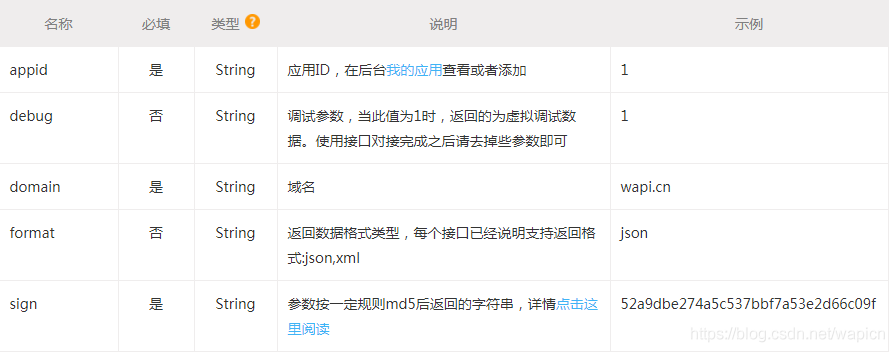 名称 必填 类型 ? 说明 示例
appid 是 String 应用ID，在后台我的应用查看或者添加 1
debug 否 String 调试参数，当此值为1时，返回的为虚拟调试数 1
据。使用接口对接完成之后请去掉些参数即可
domain 是 String 域名 wapi.cn
format 否 String 返回数据格式类型，每个接口已经说明支持返回格 json
式:json,xml
sign 是 String 参数按一定规则md5后返回的字符串，详情点击这 52a9dbe274a5c537bbf7a53e2d66c09f
里阅读
https://blog.csdn.net/wapicn